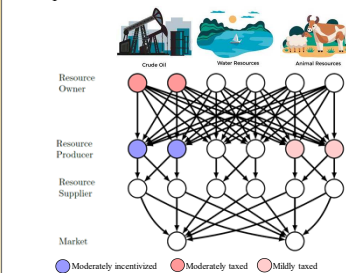 Crude Oil
Water Resources
Animal Resources
Resource
Owner
Resource
Producer
Resource
Supplier
Market
Moderately incentivized
Moderately taxed
Mildly taxed